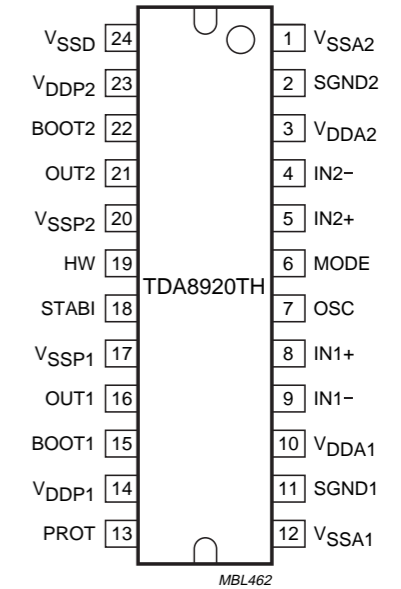 VSSD 24 1 VSSA2
VDDP2 23 2 SGND2
BOOT2 22 3 VDDA2
OUT2 21 4 IN2−
VSSP2 20 5 IN2+
HW 19 6 MODE
TDA8920TH
STABI 18 7 OSC
VSSP1 17 8 IN1+
OUT1 16 9 IN1−
BOOT1 15 10 VDDA1
VDDP1 14 11 SGND1
PROT 13 12 VSSA1
MBL462